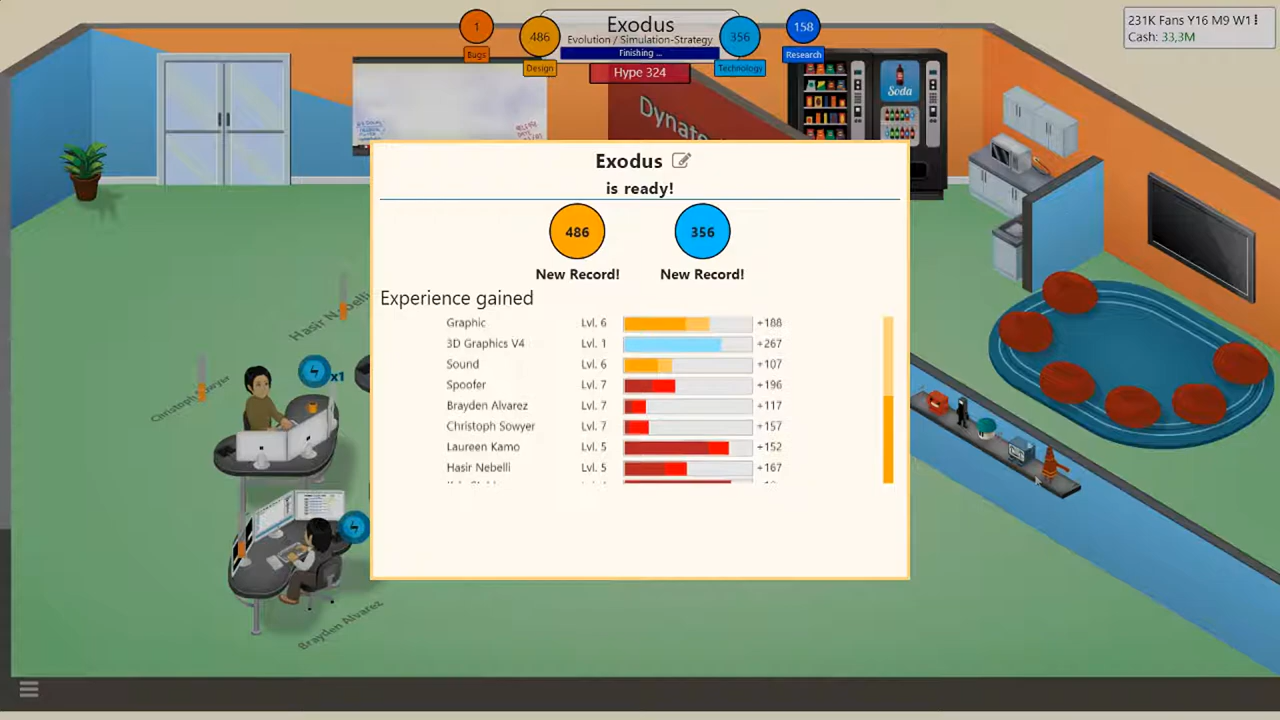 Exodus
Evolution / Simulation-Strategy
Finishing ...
Hype 324
1
Bugs
486
Design
356
Technology
158
Research
231K Fans Y16 M9 W1
Cash: 33,3M
Soda
Exodus
is ready!
486
356
New Record!
New Record!
Experience gained
Graphic Lvl. 6 +188
3D Graphics V4 Lvl. 1 +267
Sound Lvl. 6 +107
Spoofer Lvl. 7 +196
Brayden Alvarez Lvl. 7 +117
Christoph Sowyer Lvl. 7 +157
Laureen Kamo Lvl. 5 +152
Hasir Nebelli Lvl. 5 +167
Hasir Nebelli
Christoph Sowyer
x1
Brayden Alvarez